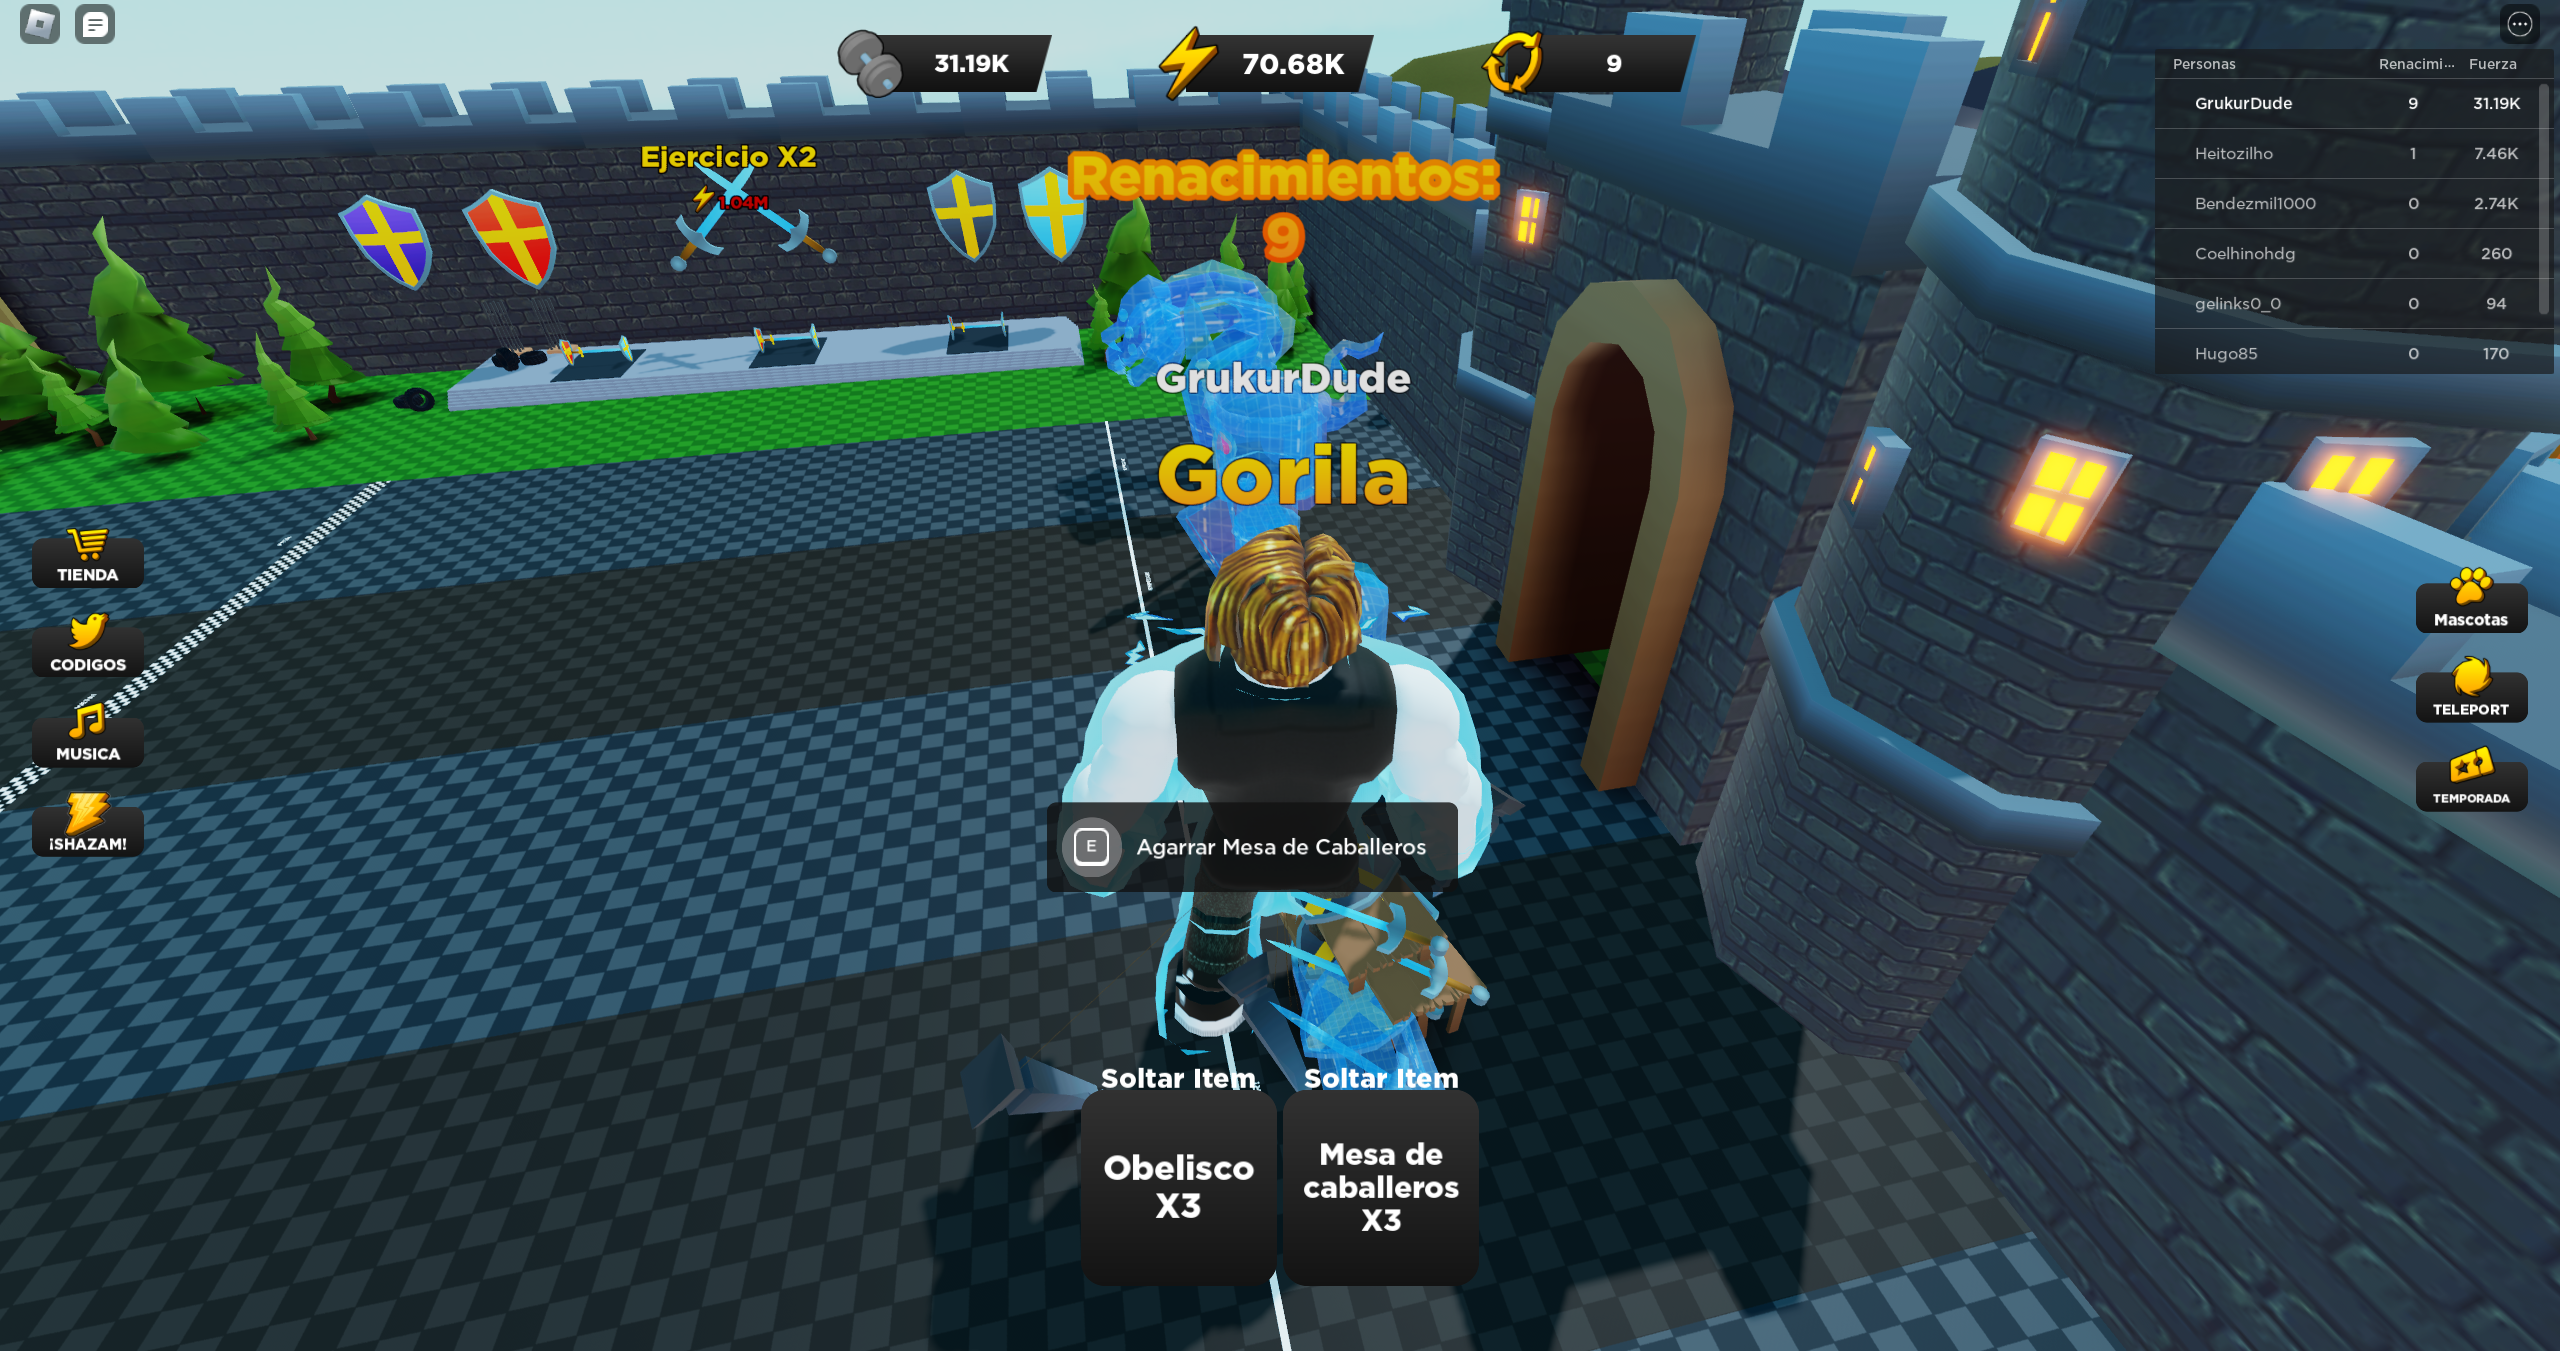 31.19K
70.68K
9
Personas Renacimi... Fuerza
GrukurDude 9 31.19K
Heitozilho 1 7.46K
Bendezmil1000 0 2.74K
Coelhinohdg 0 260
gelinks0_0 0 94
Hugo85 0 170
Ejercicio X2
1.04M
Renacimientos:
9
GrukurDude
Gorila
TIENDA
CODIGOS
MUSICA
¡SHAZAM!
Mascotas
TELEPORT
TEMPORADA
E Agarrar Mesa de Caballeros
Soltar Item
Soltar Item
Obelisco
X3
Mesa de
caballeros
X3